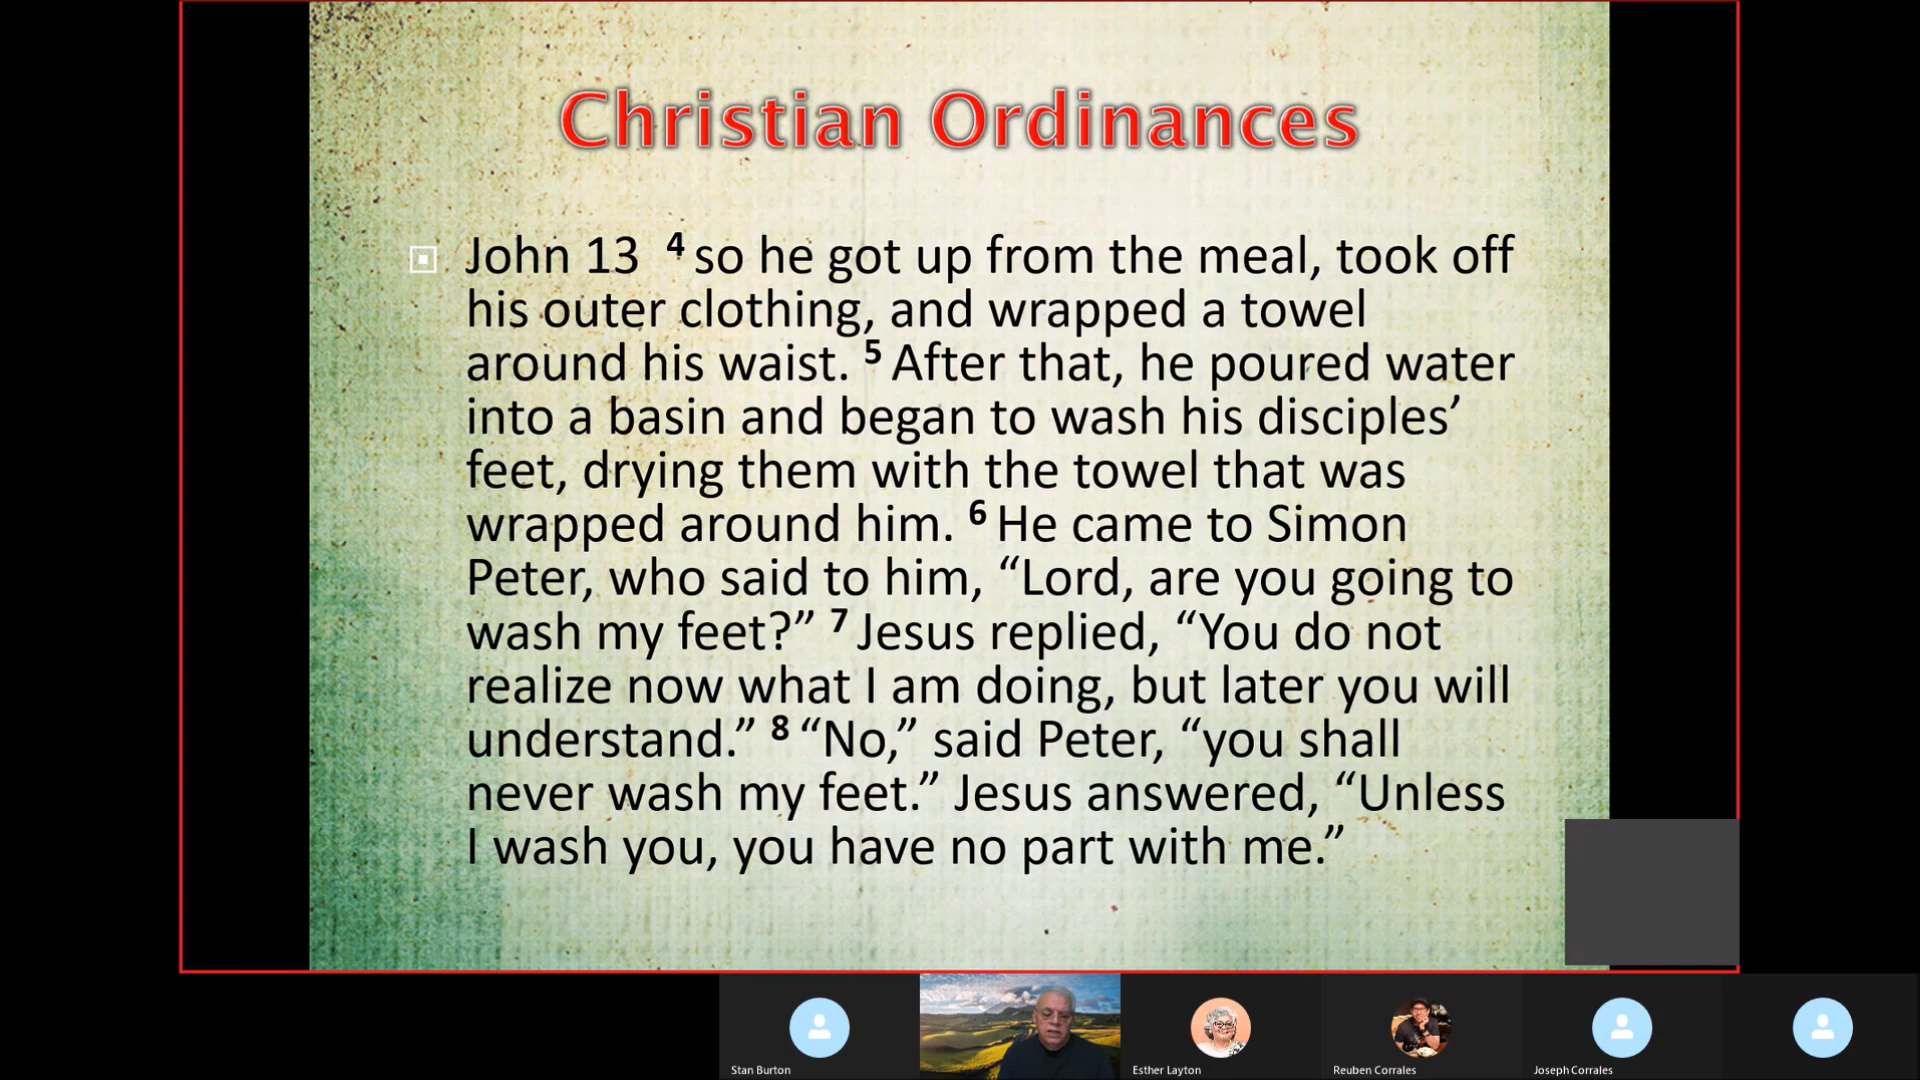 Christian Ordinances
John 13 4 so he got up from the meal, took off
his outer clothing, and wrapped a towel
around his waist. 5 After that, he poured water
into a basin and began to wash his disciples’
feet, drying them with the towel that was
wrapped around him. 6 He came to Simon
Peter, who said to him, “Lord, are you going to
wash my feet?” 7 Jesus replied, “You do not
realize now what I am doing, but later you will
understand.” 8 “No,” said Peter, “you shall
never wash my feet.” Jesus answered, “Unless
I wash you, you have no part with me.”
Stan Burton
Esther Layton
Reuben Corrales
Joseph Corrales